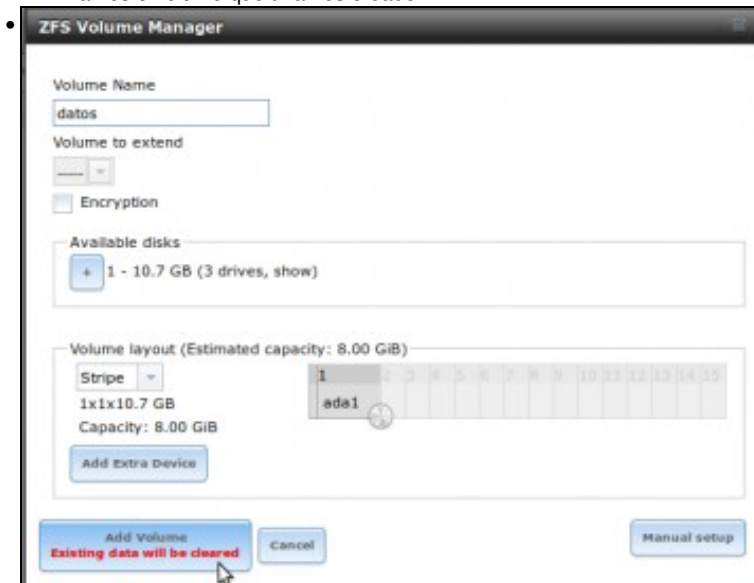 ZFS Volume Manager
Volume Name
datos
Volume to extend
-----
Encryption
Available disks
+ 1 - 10.7 GB (3 drives, show)
Volume layout (Estimated capacity: 8.00 GiB)
Stripe
1 2 3 4 5 6 7 8 9 10 11 12 13 14 15
1x1x10.7 GB
ada1
Capacity: 8.00 GiB
Add Extra Device
Add Volume
Existing data will be cleared
Cancel
Manual setup